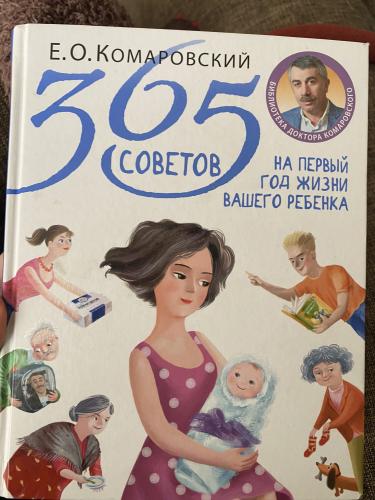 Е.О.Комаровский
365
СОВЕТОВ
НА ПЕРВЫЙ
ГОД ЖИЗНИ
ВАШЕГО РЕБЕНКА
БИБЛИОТЕКА ДОКТОРА КОМАРОВСКОГО